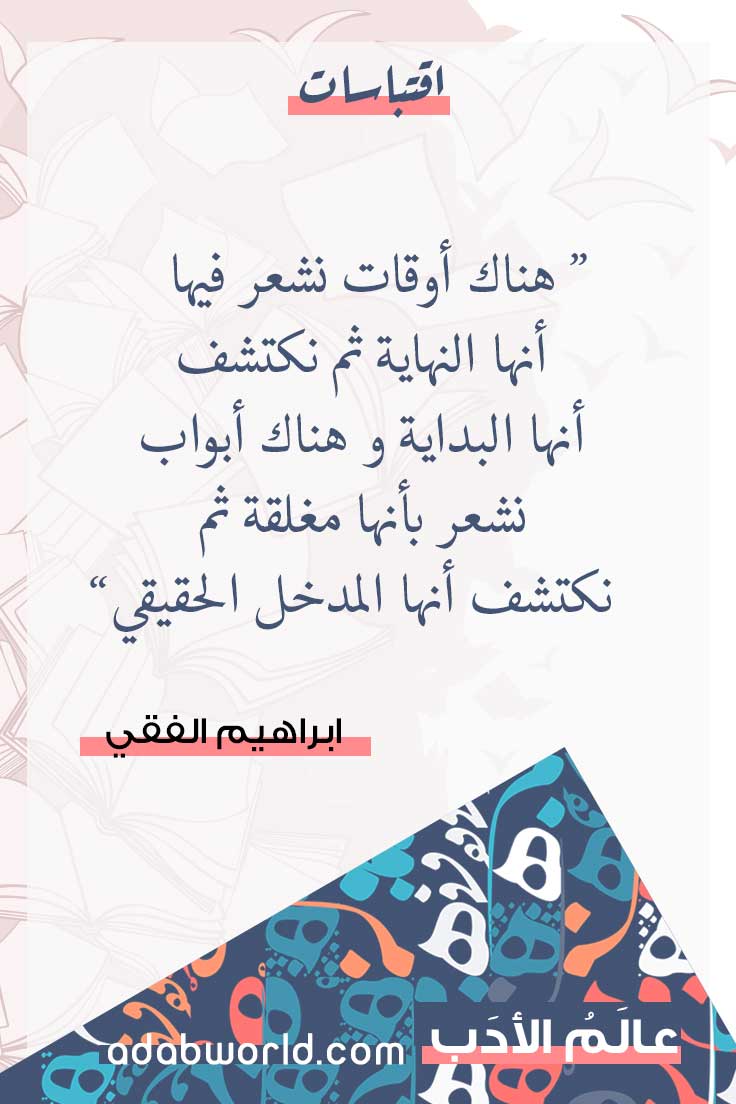 اقتباسات
” هناك أوقات نشعر فيها
أنها النهاية ثم نكتشف
أنها البداية و هناك أبواب
نشعر بأنها مغلقة ثم
نكتشف أنها المدخل الحقيقي“
ابراهيم الفقي
عالَمُ الأدَب
adabworld.com